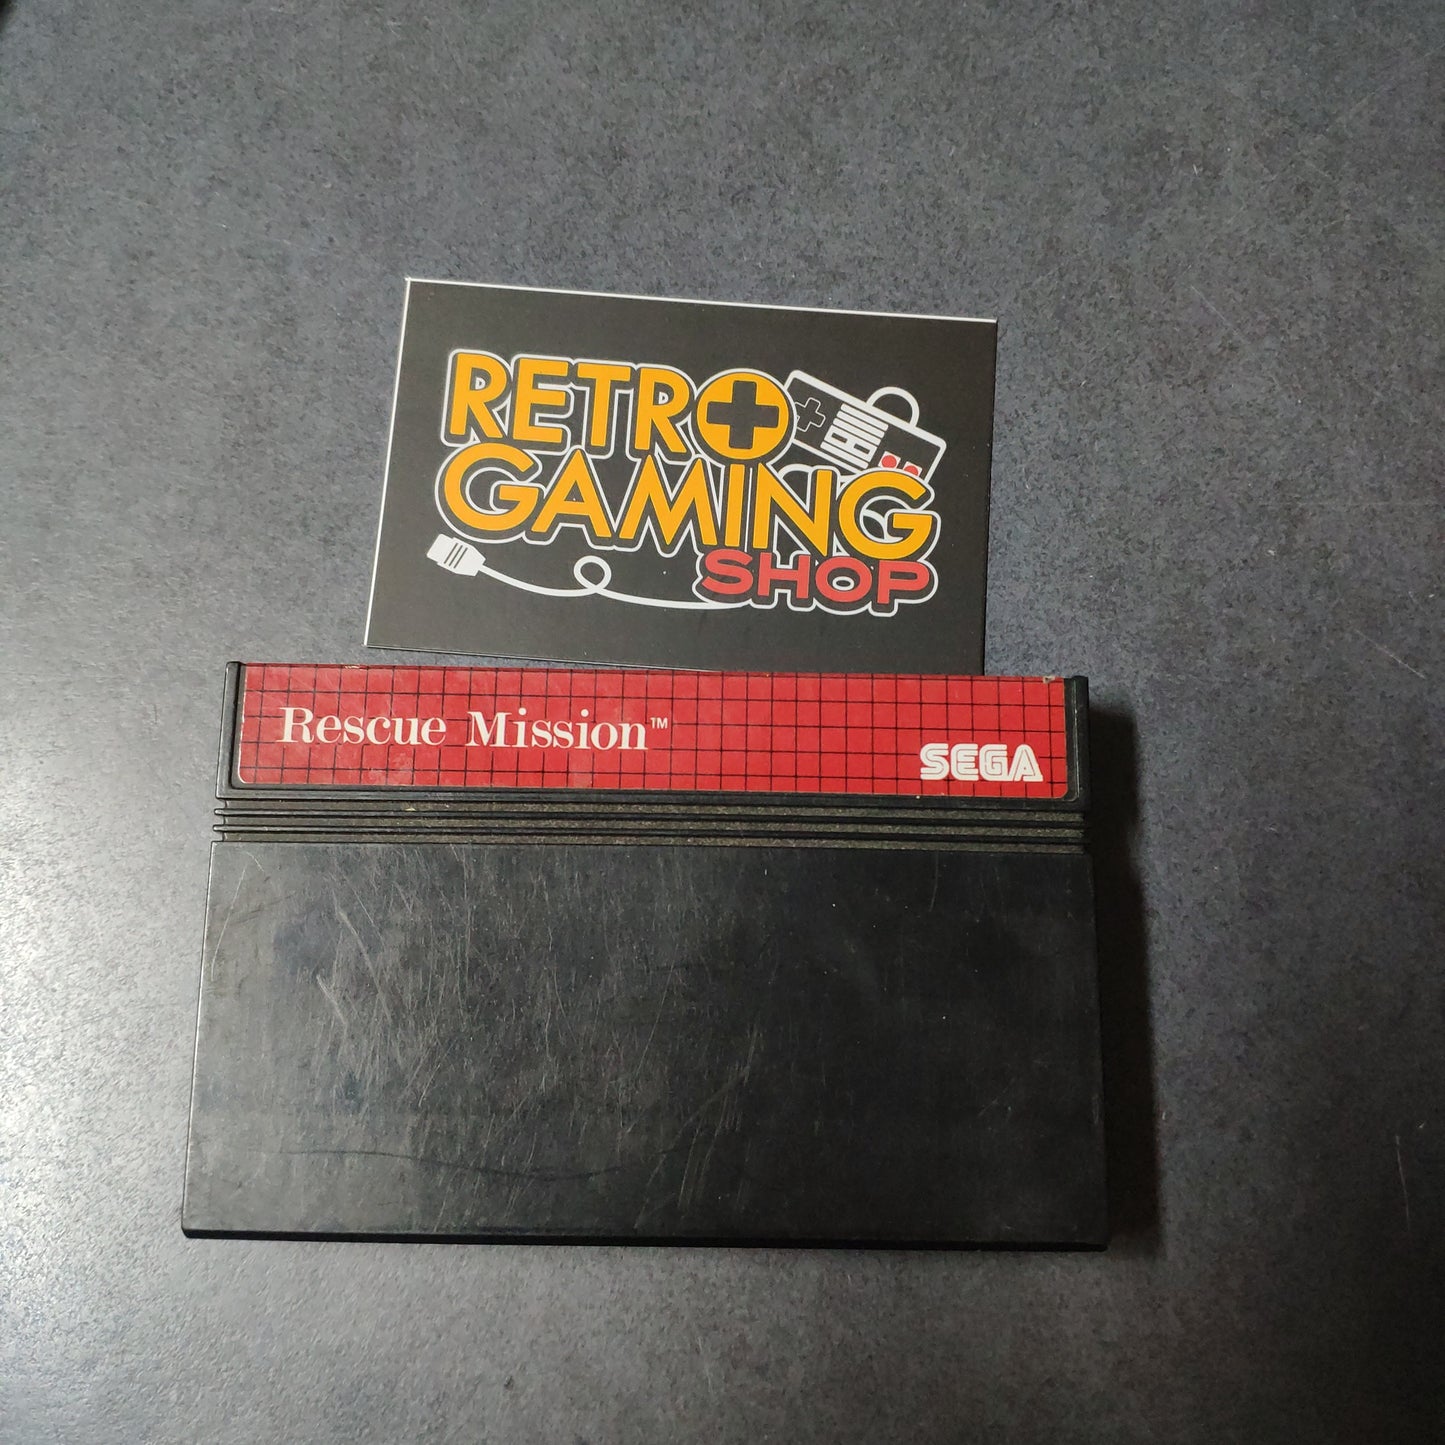 RETRO
GAMING
SHOP
Rescue Mission™
SEGA